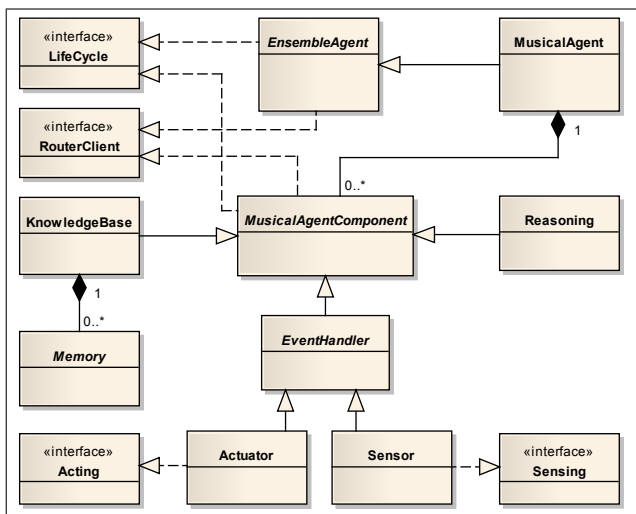 «interface»
LifeCycle
EnsembleAgent
MusicalAgent
«interface»
RouterClient
1
0..*
KnowledgeBase
MusicalAgentComponent
Reasoning
1
0..*
Memory
EventHandler
«interface»
Acting
Actuator
Sensor
«interface»
Sensing